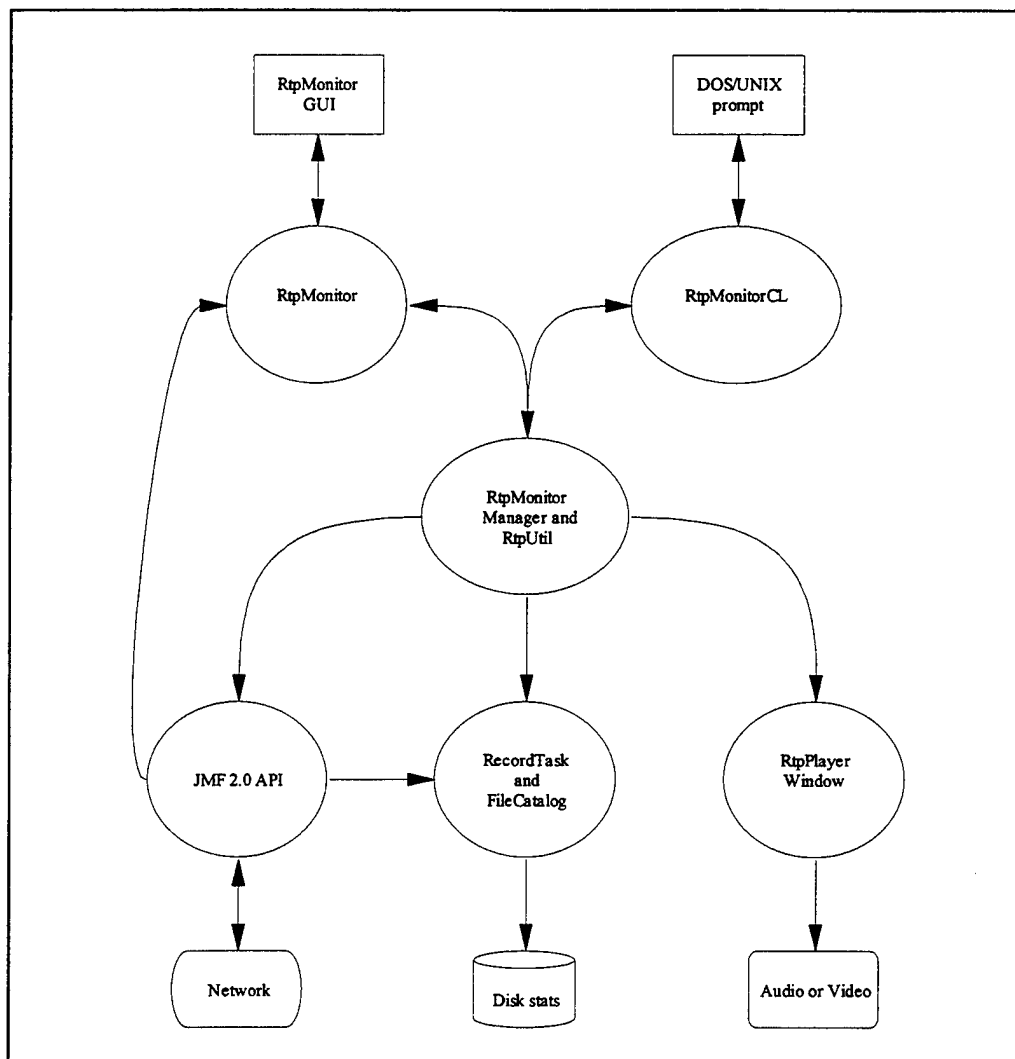 RtpMonitor
GUI
DOS/UNIX
prompt
RtpMonitor
RtpMonitorCL
RtpMonitor
Manager and
RtpUtil
JMF 2.0 API
RecordTask
and
FileCatalog
RtpPlayer
Window
Network
Disk stats
Audio or Video